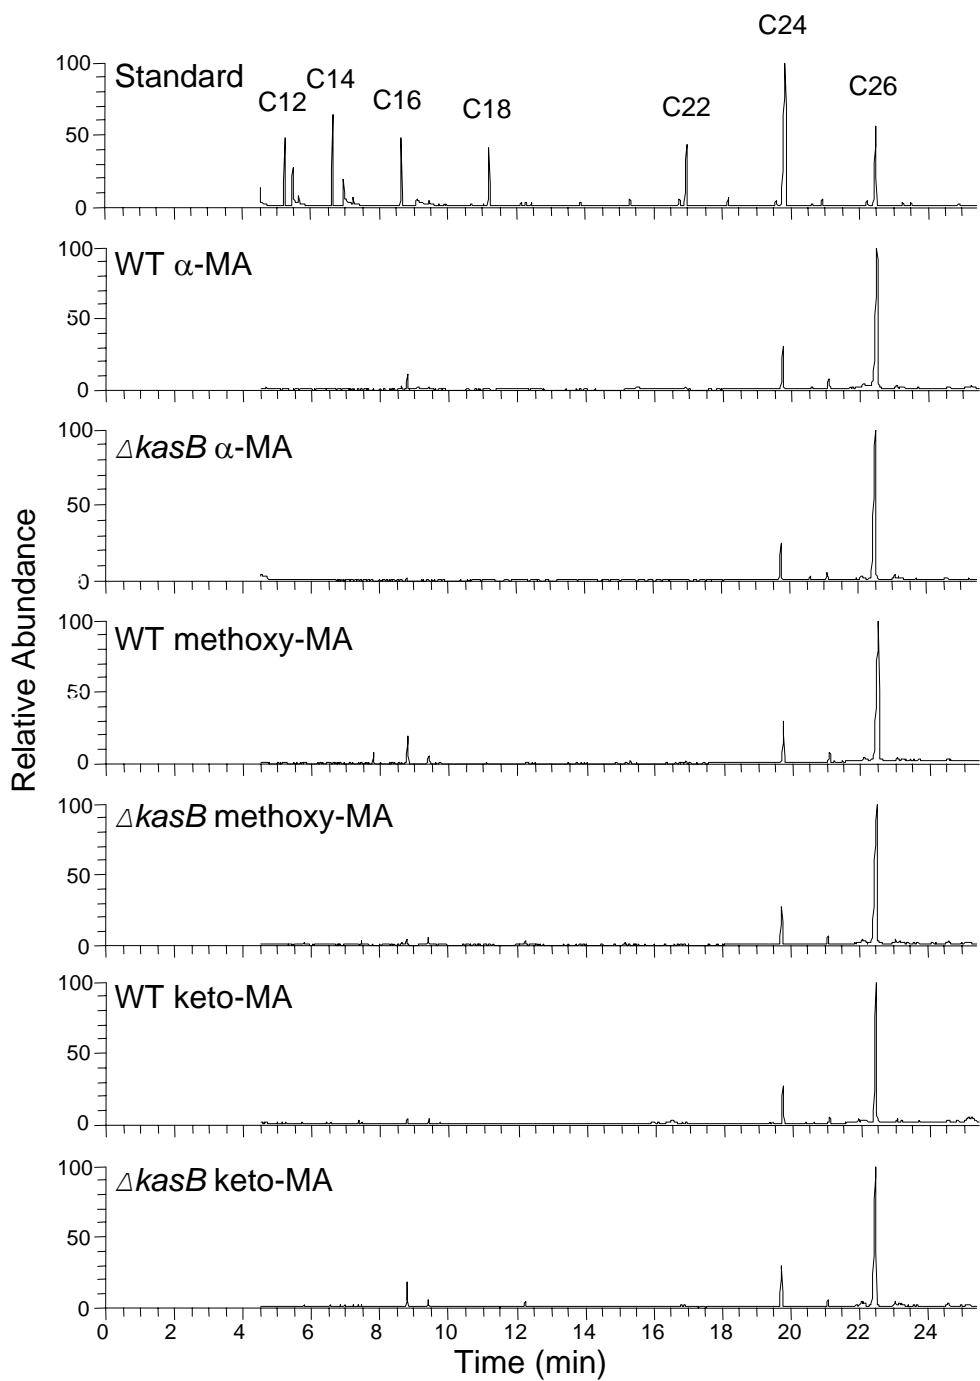 C24
Standard
C12
C14
C16
C18
C22
C26
100
50
0
WT α-MA
100
50
0
ΔkasB α-MA
100
50
0
Relative Abundance
WT methoxy-MA
100
50
0
ΔkasB methoxy-MA
100
50
0
WT keto-MA
100
50
0
ΔkasB keto-MA
100
50
0
0 2 4 6 8 10 12 14 16 18 20 22 24
Time (min)